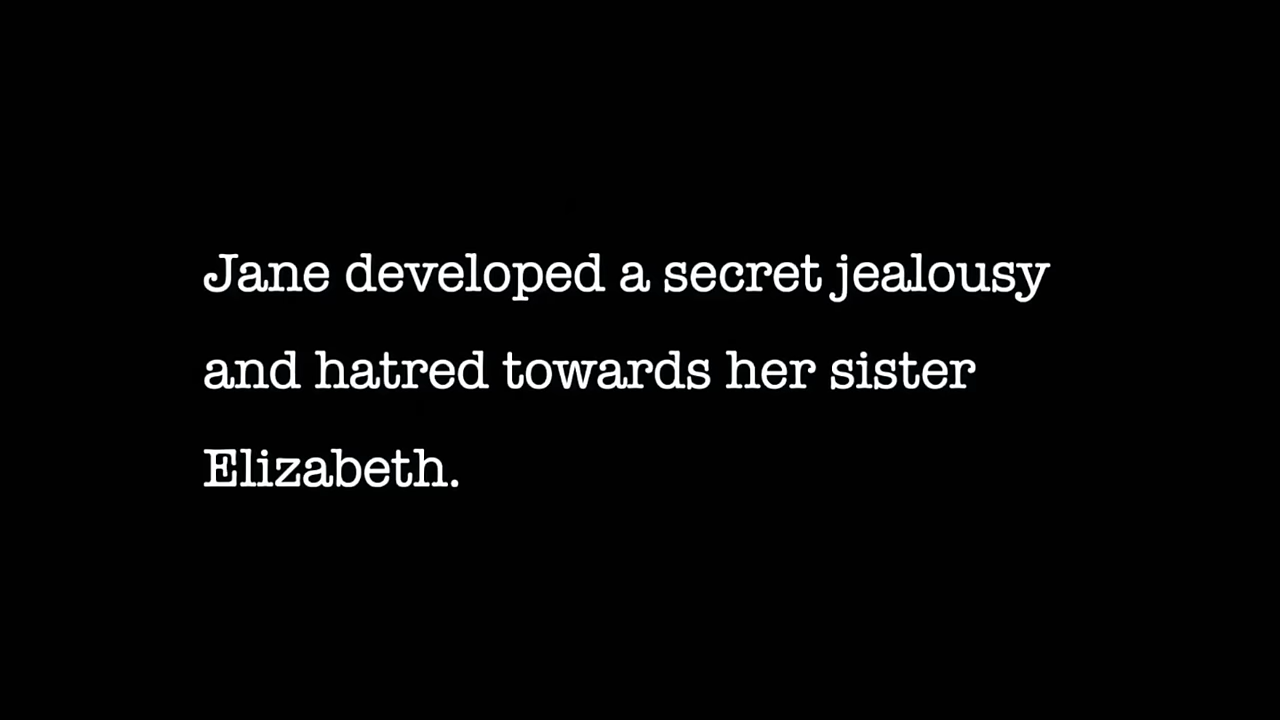 Jane developed a secret jealousy
and hatred towards her sister
Elizabeth.